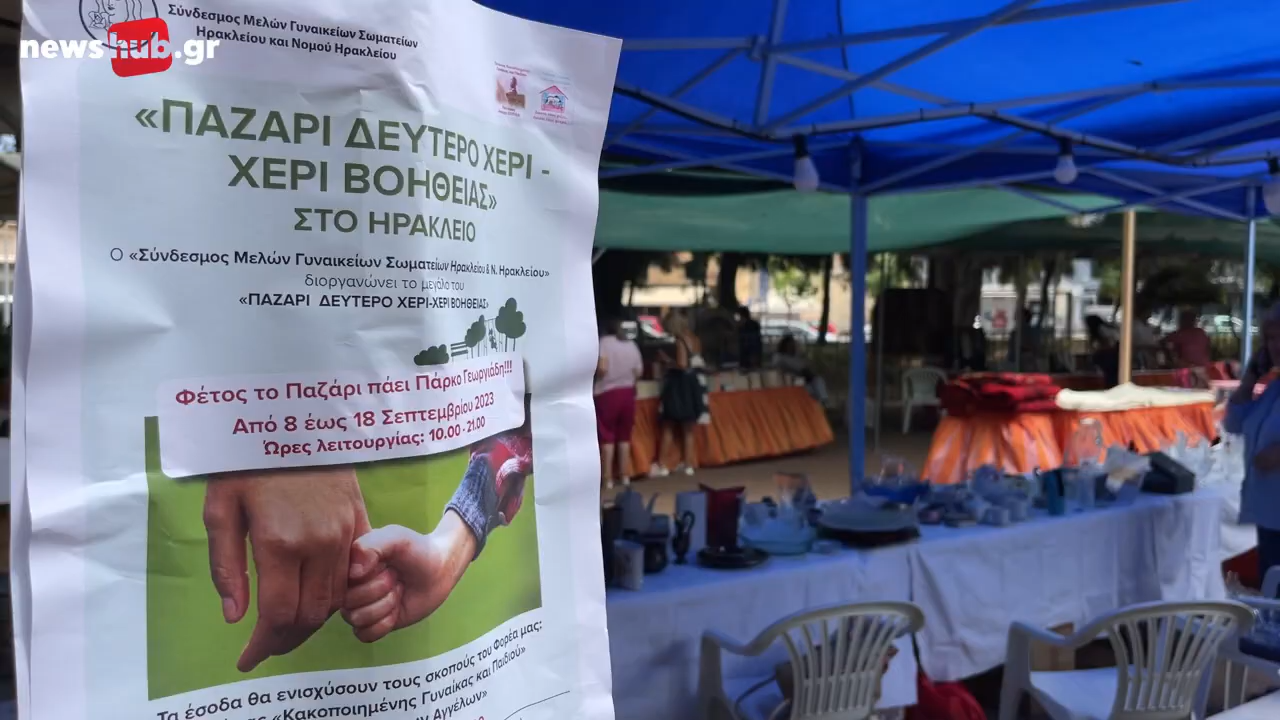 Σύνδεσμος Μελών Γυναικείων Σωματείων
Ηρακλείου και Νομού Ηρακλείου
newshub.gr
«ΠΑΖΑΡΙ ΔΕΥΤΕΡΟ ΧΕΡΙ -
ΧΕΡΙ ΒΟΗΘΕΙΑΣ»
ΣΤΟ ΗΡΑΚΛΕΙΟ
Ο «Σύνδεσμος Μελών Γυναικείων Σωματείων Ηρακλείου & Ν. Ηρακλείου»
διοργανώνει το μεγάλο του
«ΠΑΖΑΡΙ ΔΕΥΤΕΡΟ ΧΕΡΙ-ΧΕΡΙ ΒΟΗΘΕΙΑΣ»
Φέτος το Παζάρι πάει Πάρκο Γεωργιάδη!!!
Από 8 έως 18 Σεπτεμβρίου 2023
Ώρες λειτουργίας: 10.00 - 21.00
Τα έσοδα θα ενισχύσουν τους σκοπούς του Φορέα μας:
«Κακοποιημένης Γυναίκας και Παιδιού»
Αγγέλων»